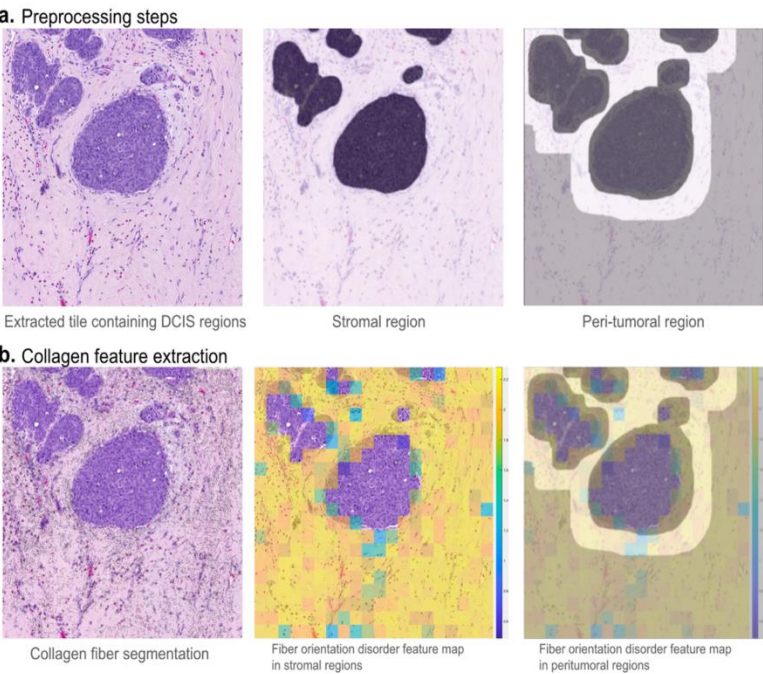 a. Preprocessing steps
Extracted tile containing DCIS regions
Stromal region
Peri-tumoral region
b. Collagen feature extraction
Collagen fiber segmentation
Fiber orientation disorder feature map
in stromal regions
Fiber orientation disorder feature map
in peritumoral regions